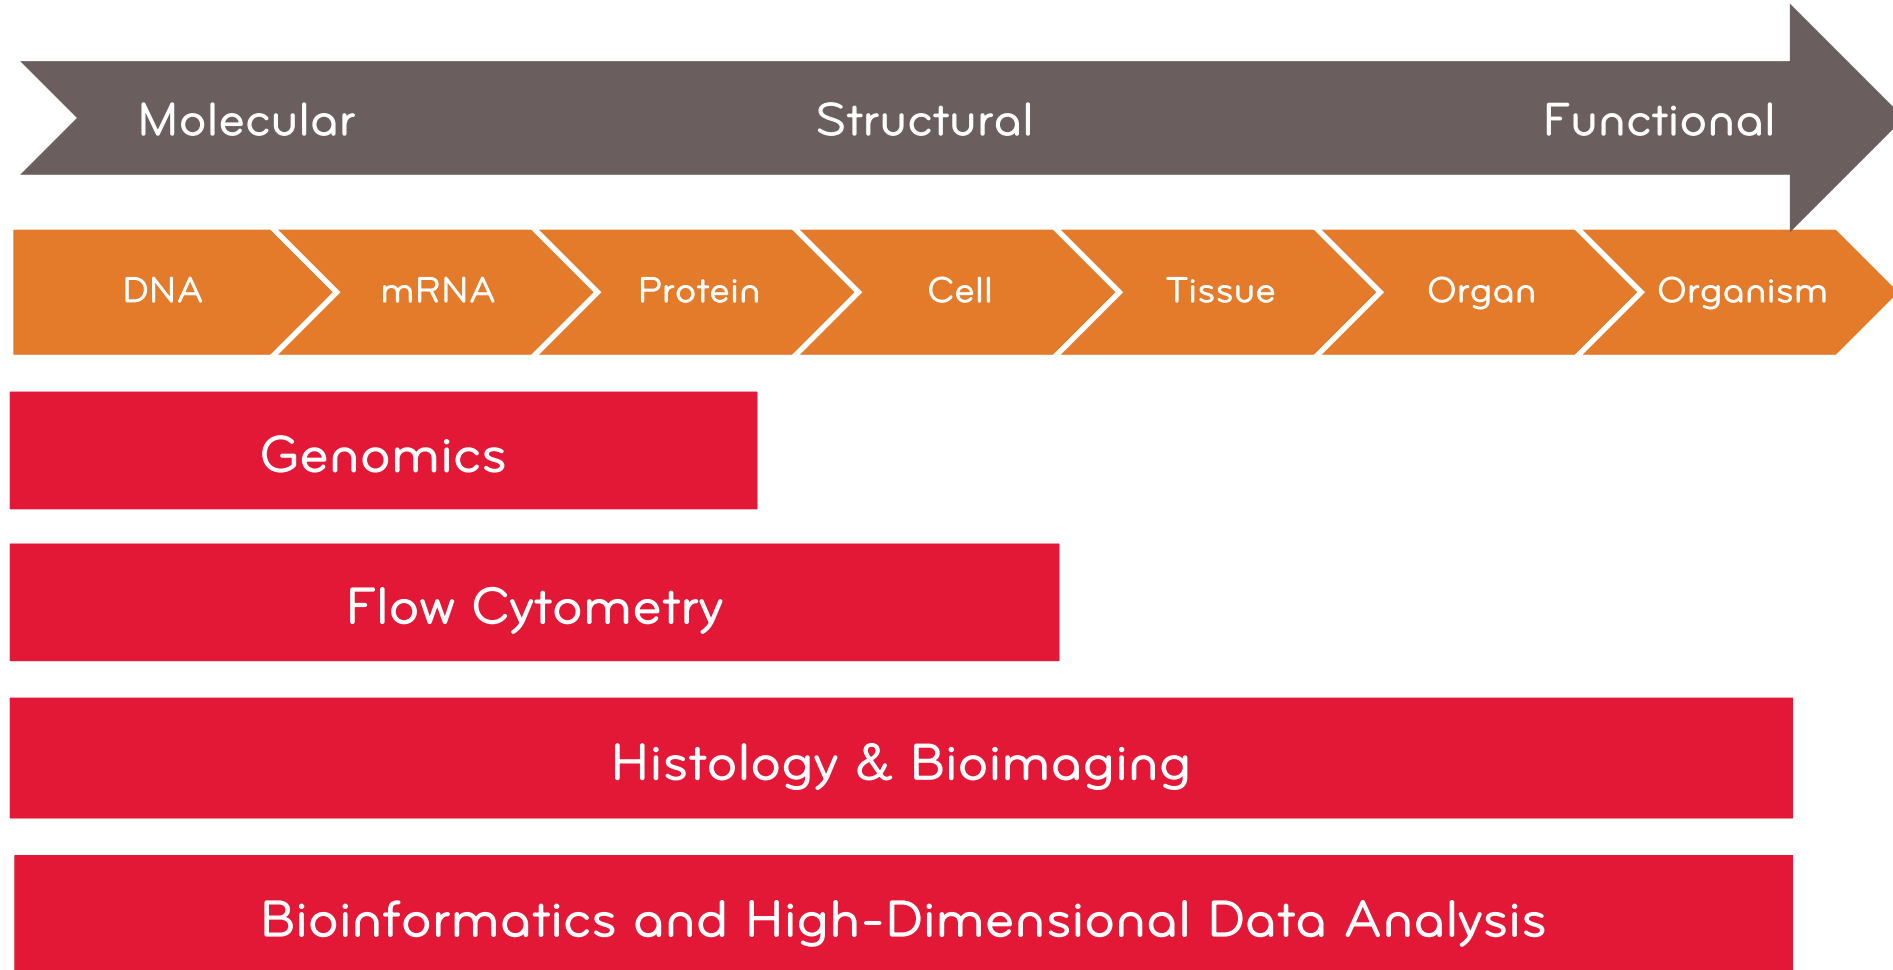 Molecular Structural Functional
DNA mRNA Protein Cell Tissue Organ Organism
Genomics
Flow Cytometry
Histology & Bioimaging
Bioinformatics and High-Dimensional Data Analysis